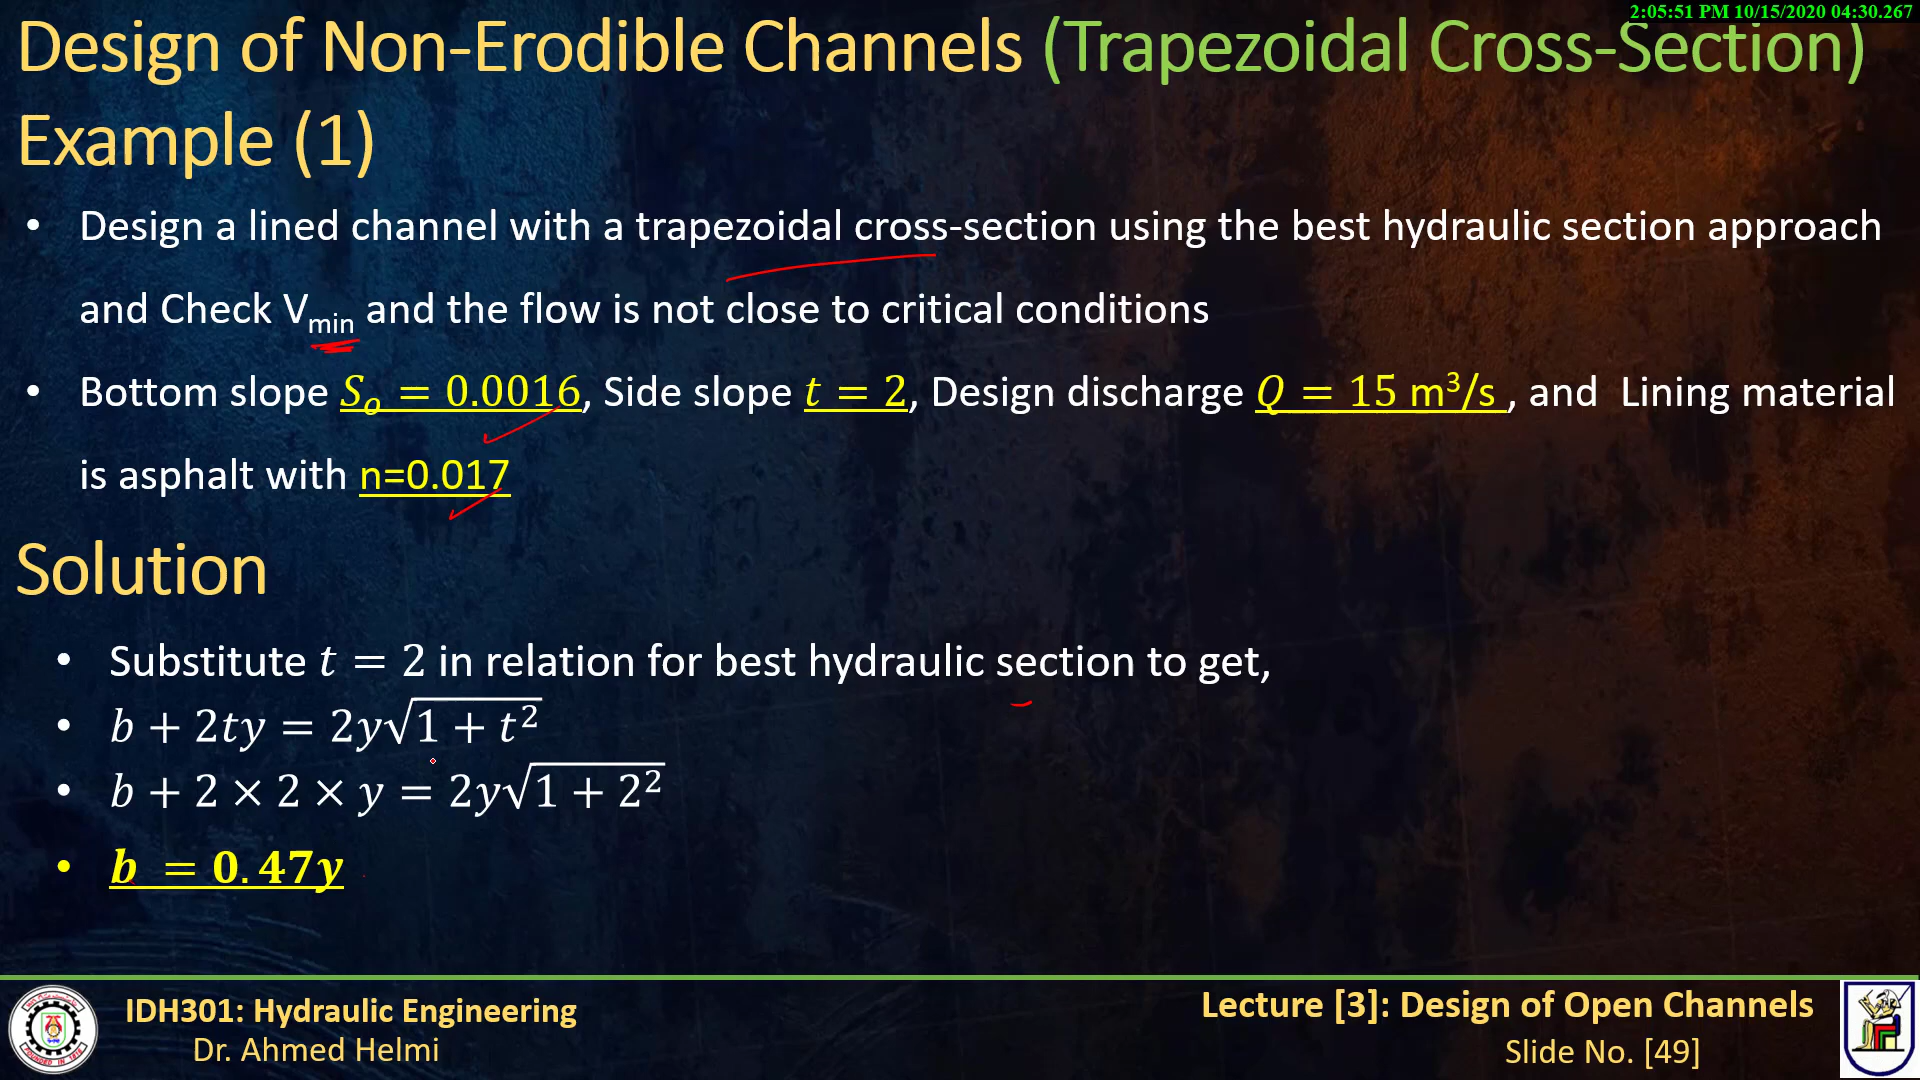 2:05:51 PM 10/15/2020 04:30.267
Design of Non-Erodible Channels (Trapezoidal Cross-Section)
Example (1)
• Design a lined channel with a trapezoidal cross-section using the best hydraulic section approach
and Check Vmin and the flow is not close to critical conditions
• Bottom slope Sₒ = 0.0016, Side slope t = 2, Design discharge Q = 15 m³/s , and Lining material
is asphalt with n=0.017
Solution
• Substitute t = 2 in relation for best hydraulic section to get,
• b + 2ty = 2y√1 + t²
• b + 2 × 2 × y = 2y√1 + 2²
• b = 0.47y
IDH301: Hydraulic Engineering
Dr. Ahmed Helmi
Lecture [3]: Design of Open Channels
Slide No. [49]